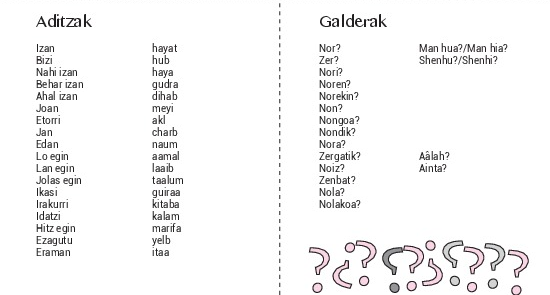 Aditzak
Izan hayat
Bizi hub
Nahi izan haya
Behar izan gudra
Ahal izan dihab
Joan meyi
Etorri akl
Jan charb
Edan naum
Lo egin aamal
Lan egin laaib
Jolas egin taalum
Ikasi guiraa
Irakurri kitaba
Idatzi kalam
Hitz egin marifa
Ezagutu yelb
Eraman itaa
Galderak
Nor? Man hua?/Man hia?
Zer? Shenhu?/Shenhi?
Nori?
Noren?
Norekin?
Non?
Nongoa?
Nondik?
Nora?
Zergatik? Aâlah?
Noiz? Ainta?
Zenbat?
Nola?
Nolakoa?